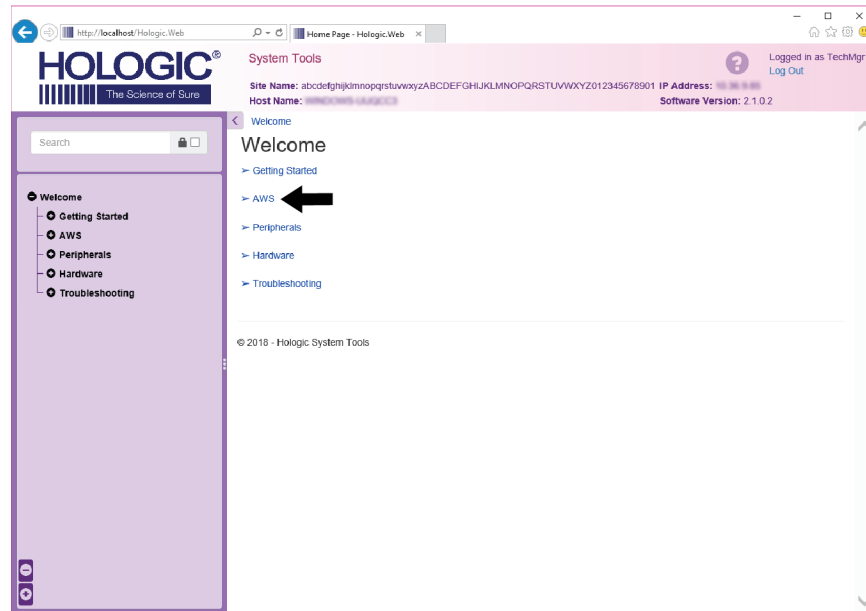 http://localhost/Hologic.Web
Home Page - Hologic.Web
HOLOGIC®
The Science of Sure
System Tools
Logged in as TechMgr
Log Out
Site Name: abcdefghijklmnopqrstuvwxyzABCDEFGHIJKLMNOPQRSTUVWXYZ012345678901 IP Address:
Host Name: Software Version: 2.1.0.2
Search
Welcome
Getting Started
AWS
Peripherals
Hardware
Troubleshooting
Welcome
Welcome
➢ Getting Started
➢ AWS
➢ Peripherals
➢ Hardware
➢ Troubleshooting
© 2018 - Hologic System Tools